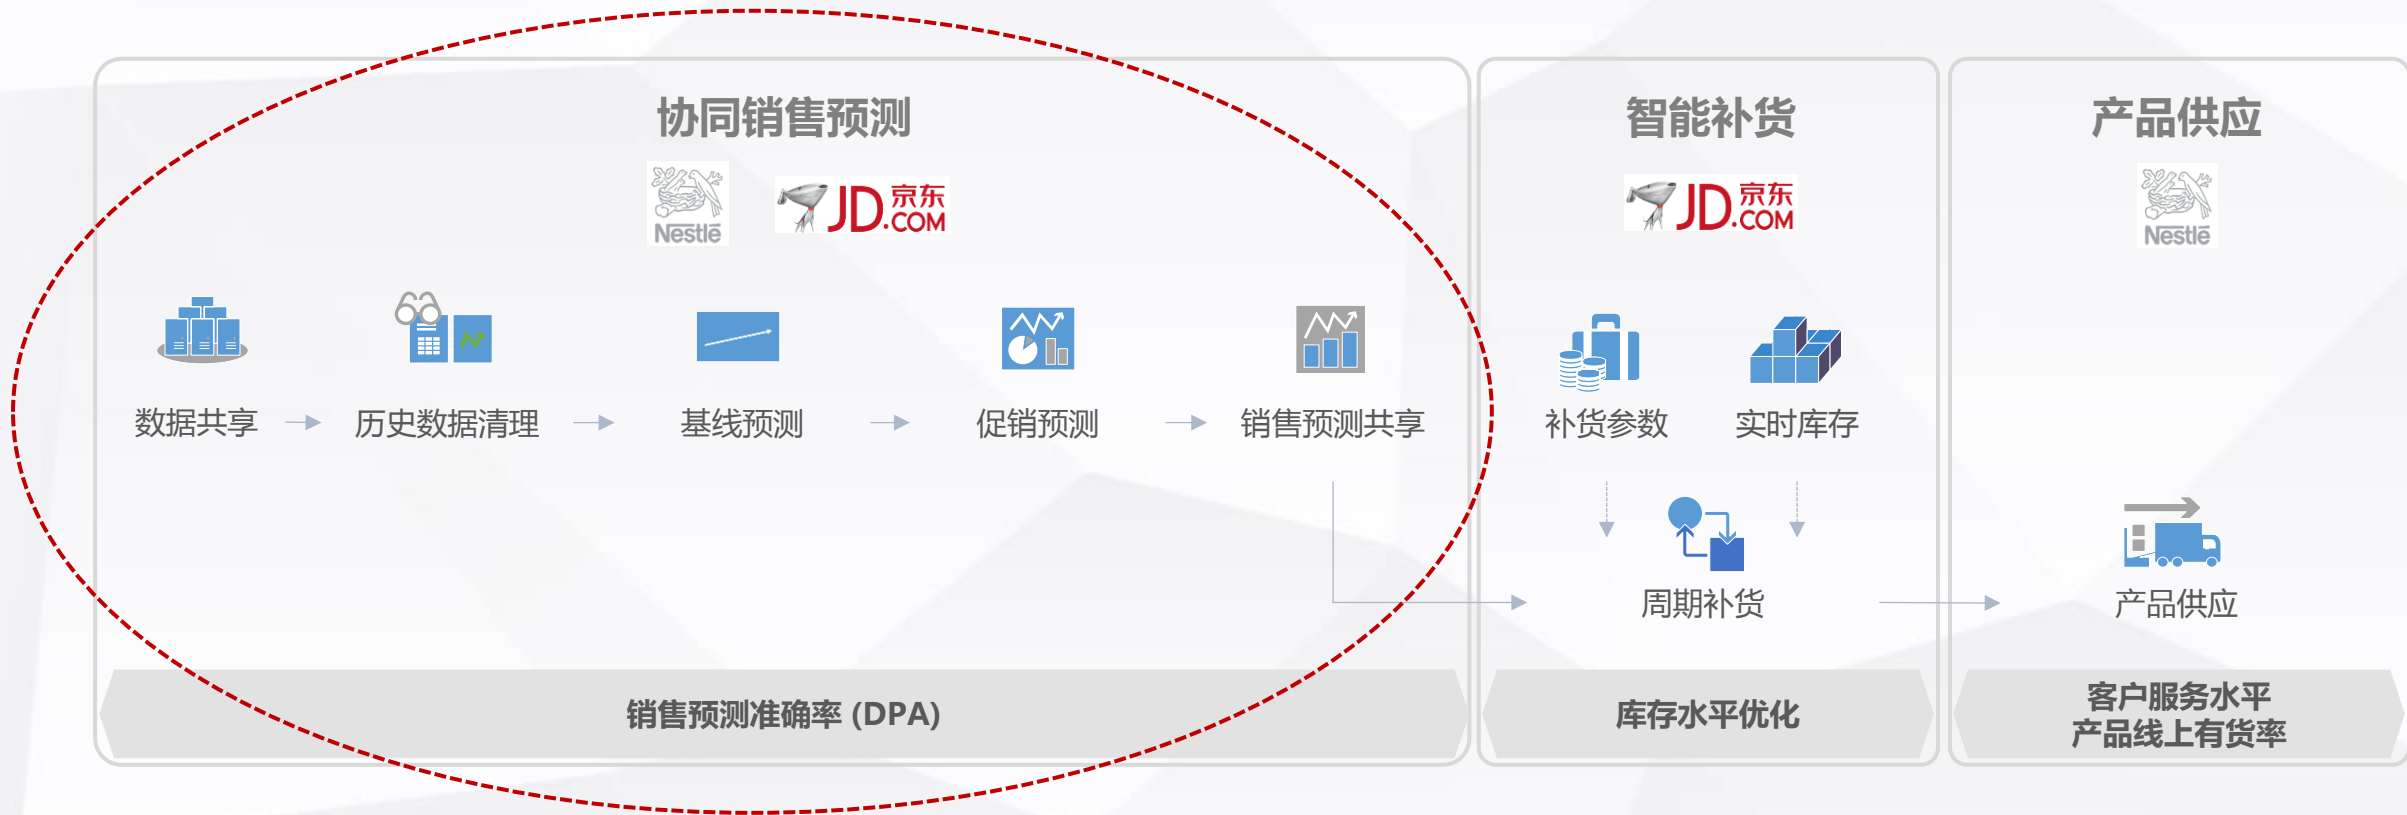 协同销售预测
智能补货
产品供应
Nestlé
JD.京东
COM
JD.京东
COM
Nestlé
数据共享
历史数据清理
基线预测
促销预测
销售预测共享
补货参数
实时库存
周期补货
产品供应
销售预测准确率 (DPA)
库存水平优化
客户服务水平
产品线上有货率